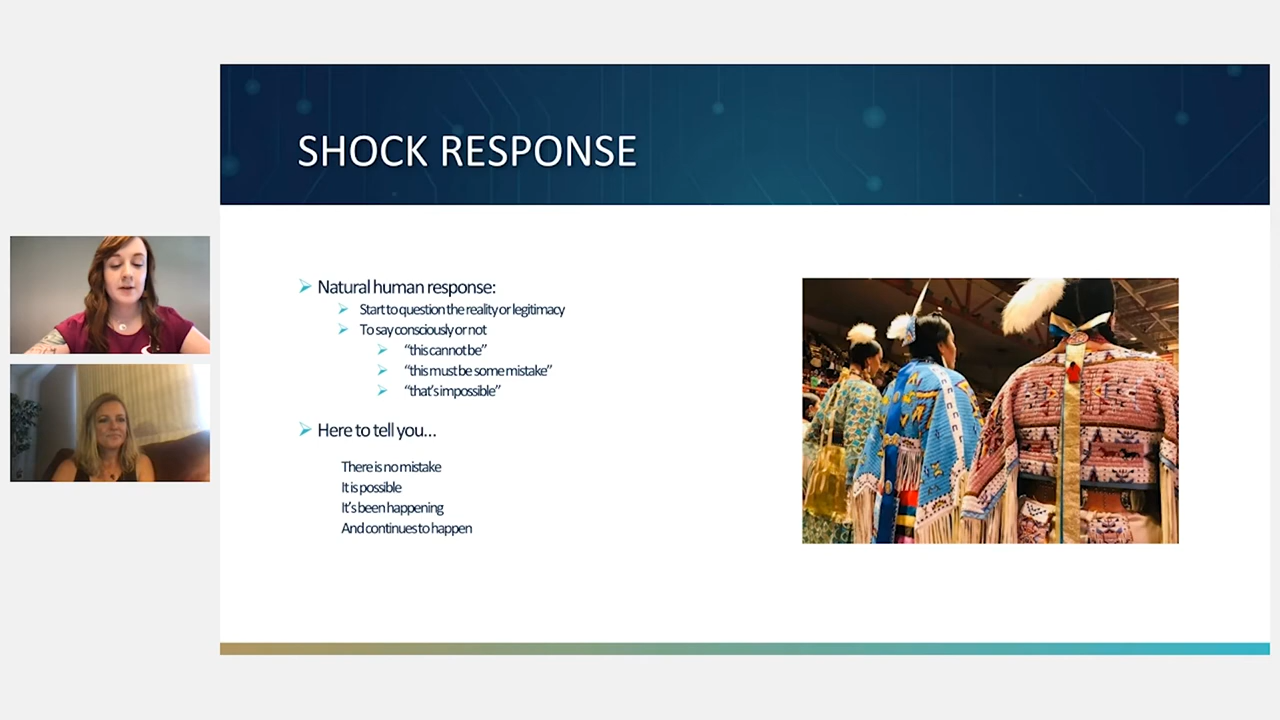 SHOCK RESPONSE
Natural human response:
Start to question the reality or legitimacy
To say consciously or not
“this cannot be”
“this must be some mistake”
“that’s impossible”
Here to tell you…
There is no mistake
It is possible
It’s been happening
And continues to happen